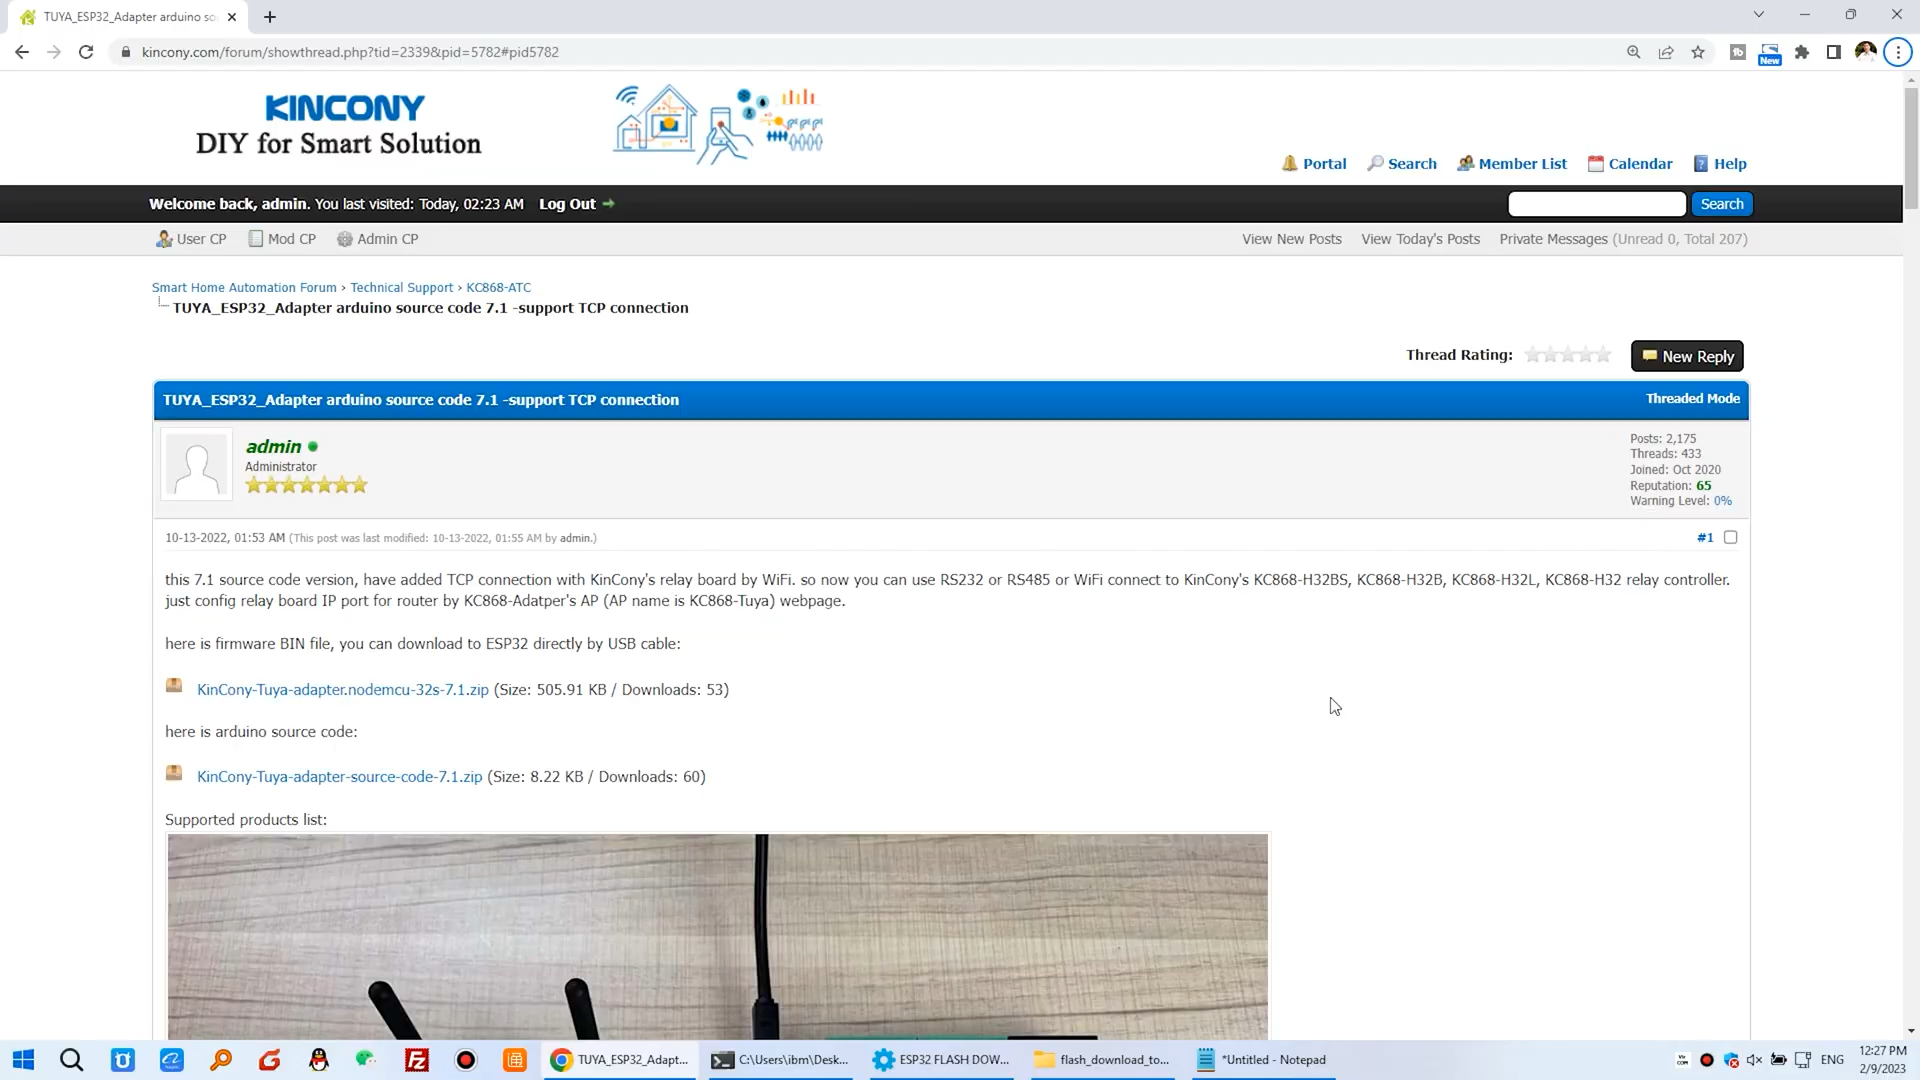 TUYA_ESP32_Adapter arduino so
kincony.com/forum/showthread.php?tid=2339&pid=5782#pid5782
New
KINCONY
DIY for Smart Solution
Portal Search Member List Calendar Help
Welcome back, admin. You last visited: Today, 02:23 AM Log Out
Search
User CP Mod CP Admin CP
View New Posts View Today's Posts Private Messages (Unread 0, Total 207)
Smart Home Automation Forum › Technical Support › KC868-ATC
TUYA_ESP32_Adapter arduino source code 7.1 -support TCP connection
Thread Rating:
New Reply
TUYA_ESP32_Adapter arduino source code 7.1 -support TCP connection
Threaded Mode
admin
Administrator
Posts: 2,175
Threads: 433
Joined: Oct 2020
Reputation: 65
Warning Level: 0%
10-13-2022, 01:53 AM (This post was last modified: 10-13-2022, 01:55 AM by admin.)
#1
this 7.1 source code version, have added TCP connection with KinCony's relay board by WiFi. so now you can use RS232 or RS485 or WiFi connect to KinCony's KC868-H32BS, KC868-H32B, KC868-H32L, KC868-H32 relay controller.
just config relay board IP port for router by KC868-Adatper's AP (AP name is KC868-Tuya) webpage.
here is firmware BIN file, you can download to ESP32 directly by USB cable:
KinCony-Tuya-adapter.nodemcu-32s-7.1.zip (Size: 505.91 KB / Downloads: 53)
here is arduino source code:
KinCony-Tuya-adapter-source-code-7.1.zip (Size: 8.22 KB / Downloads: 60)
Supported products list:
TUYA_ESP32_Adapt...
C:\Users\ibm\Desk...
ESP32 FLASH DOW...
flash_download_to...
*Untitled - Notepad
ENG
12:27 PM
2/9/2023